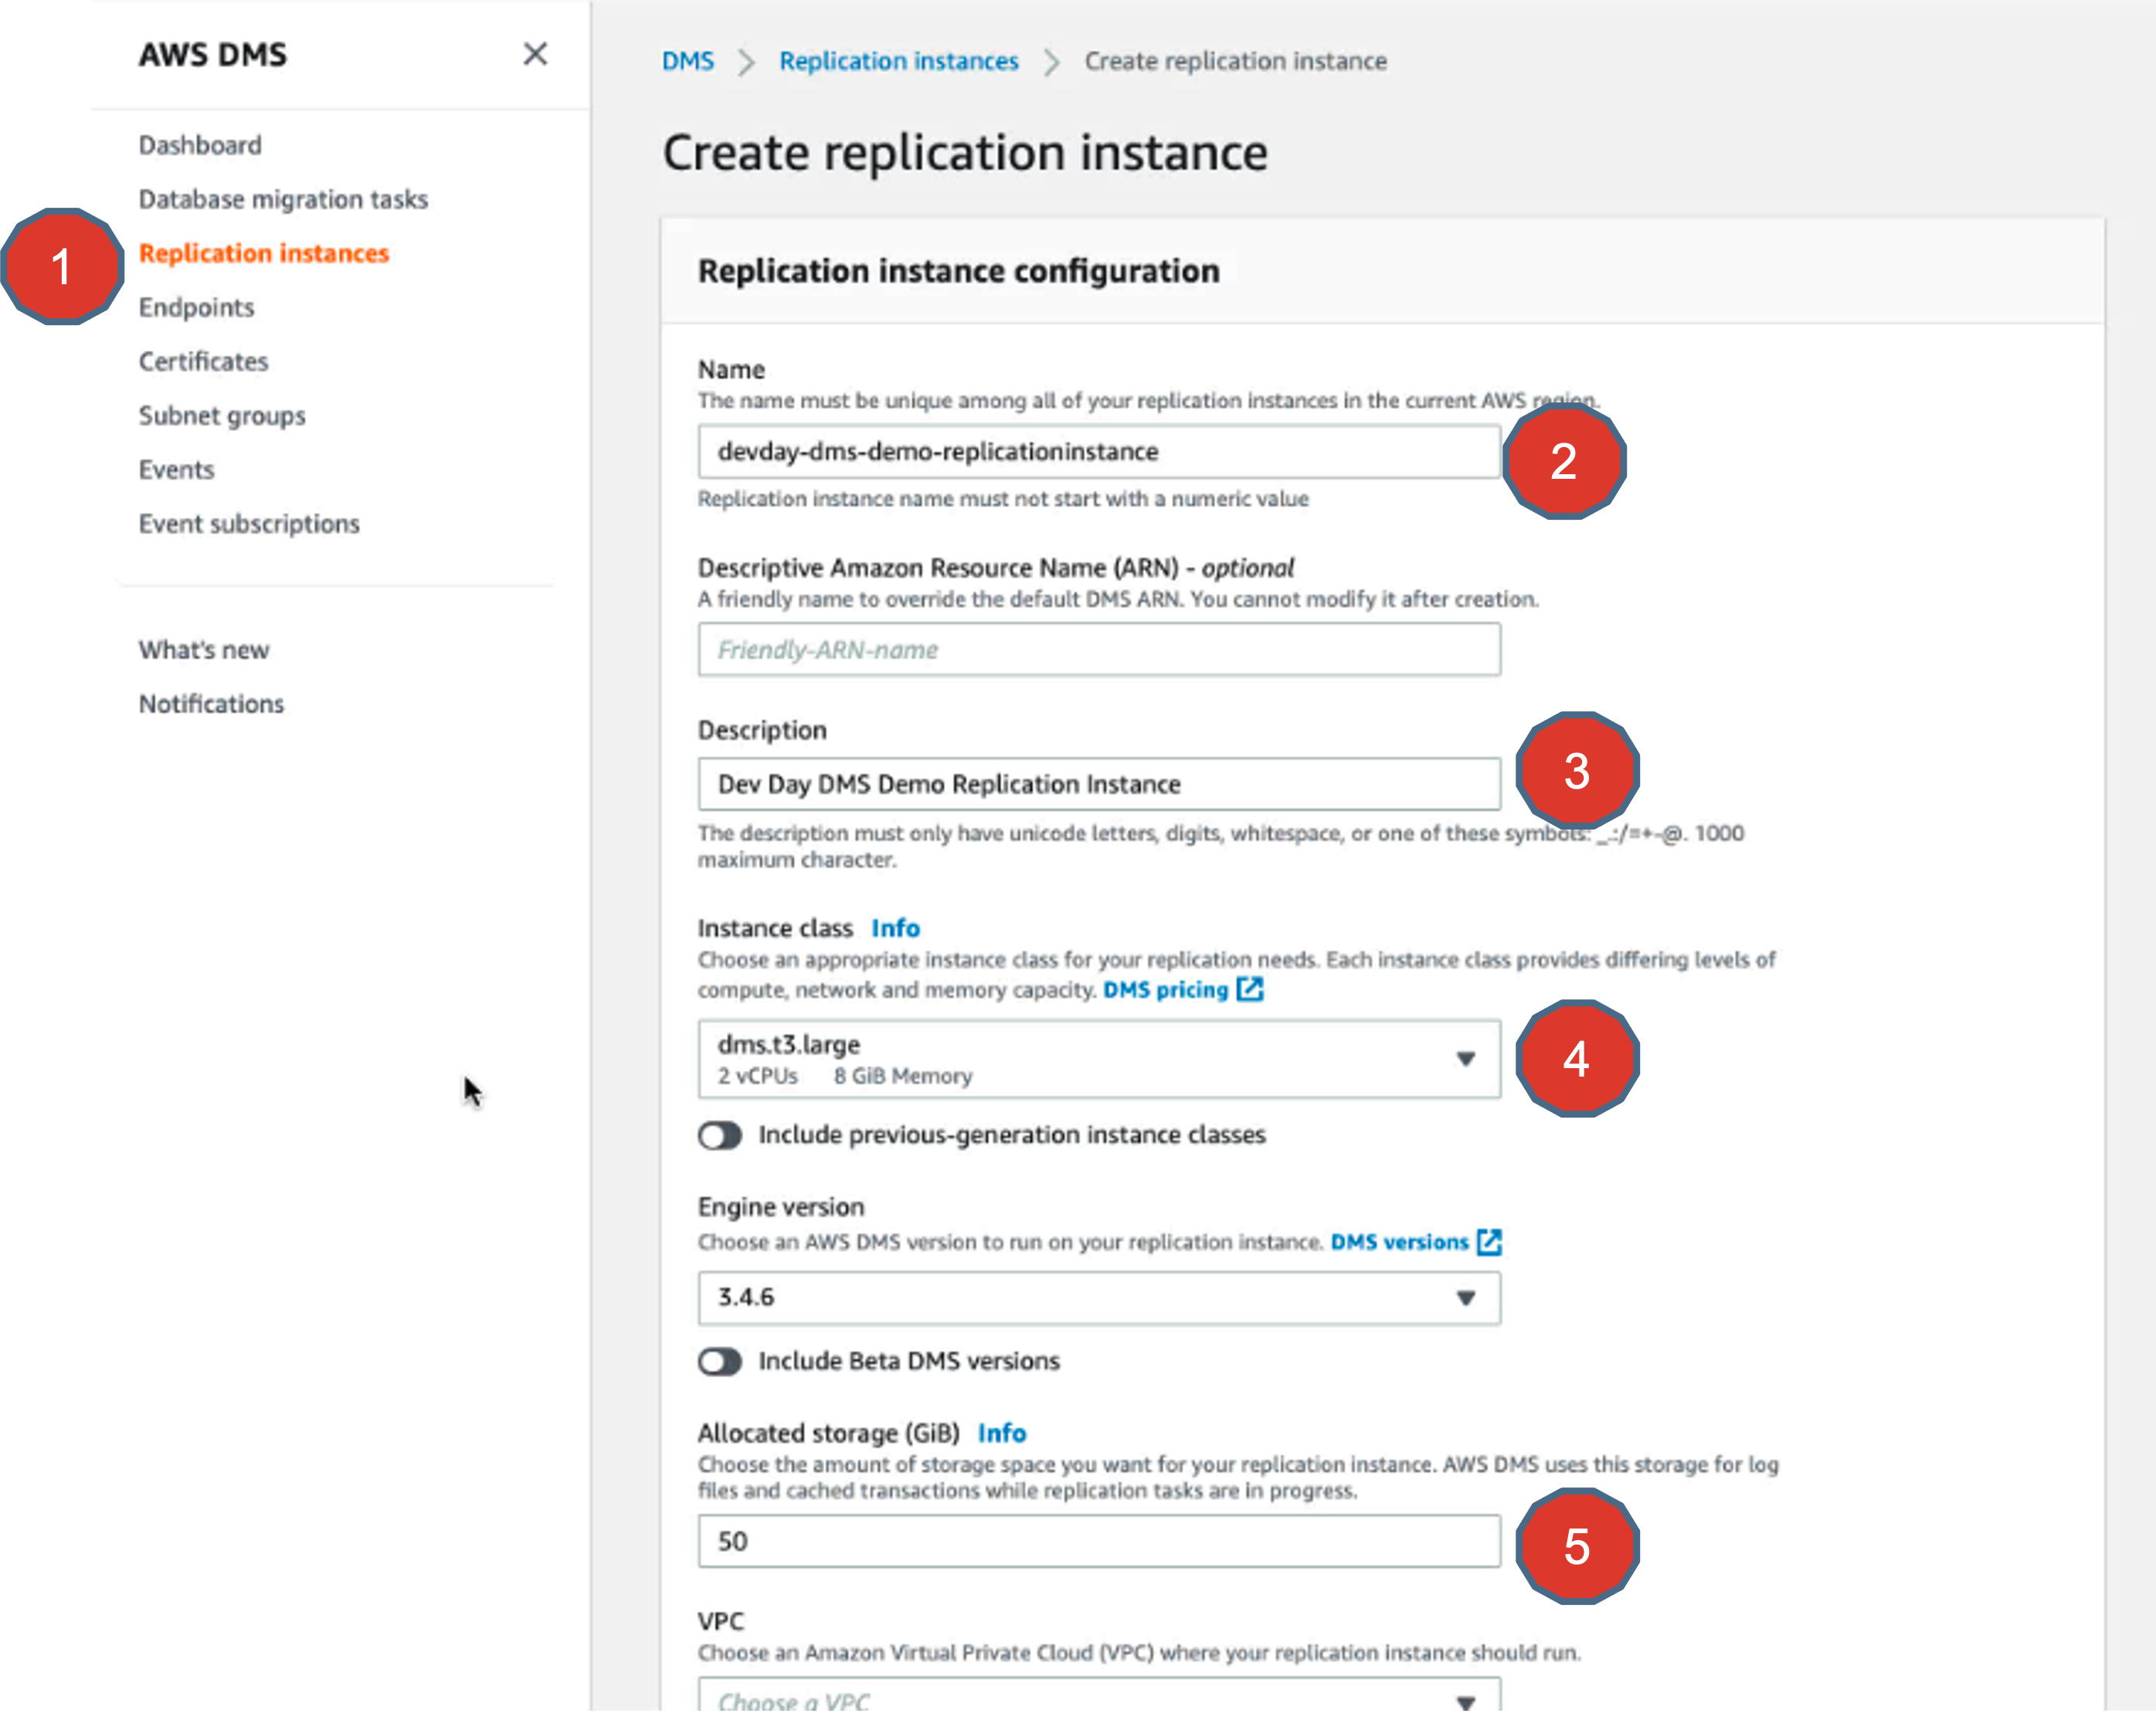 AWS DMS
Dashboard
Database migration tasks
1
Replication instances
Endpoints
Certificates
Subnet groups
Events
Event subscriptions
What's new
Notifications
DMS > Replication instances > Create replication instance
Create replication instance
Replication instance configuration
Name
The name must be unique among all of your replication instances in the current AWS region.
devday-dms-demo-replicationinstance
2
Replication instance name must not start with a numeric value
Descriptive Amazon Resource Name (ARN) - optional
A friendly name to override the default DMS ARN. You cannot modify it after creation.
Friendly-ARN-name
Description
Dev Day DMS Demo Replication Instance
3
The description must only have unicode letters, digits, whitespace, or one of these symbols: _.:/=+-@. 1000
maximum character.
Instance class Info
Choose an appropriate instance class for your replication needs. Each instance class provides differing levels of
compute, network and memory capacity. DMS pricing
dms.t3.large
2 vCPUs 8 GiB Memory
4
Include previous-generation instance classes
Engine version
Choose an AWS DMS version to run on your replication instance. DMS versions
3.4.6
Include Beta DMS versions
Allocated storage (GiB) Info
Choose the amount of storage space you want for your replication instance. AWS DMS uses this storage for log
files and cached transactions while replication tasks are in progress.
50
5
VPC
Choose an Amazon Virtual Private Cloud (VPC) where your replication instance should run.
Choose a VPC